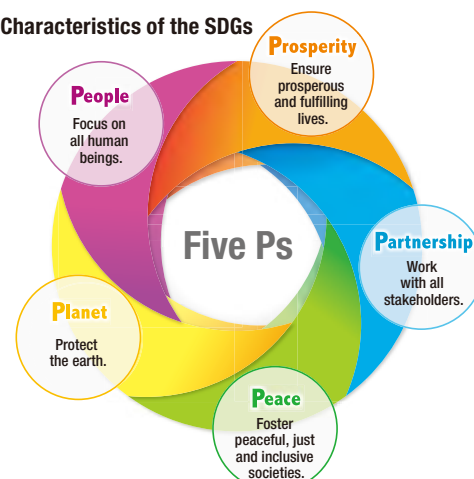 Characteristics of the SDGs
Prosperity
Ensure
prosperous
and fulfilling
lives.
People
Focus on
all human
beings.
Five Ps
Partnership
Work
with all
stakeholders.
Planet
Protect
the earth.
Peace
Foster
peaceful, just
and inclusive
societies.